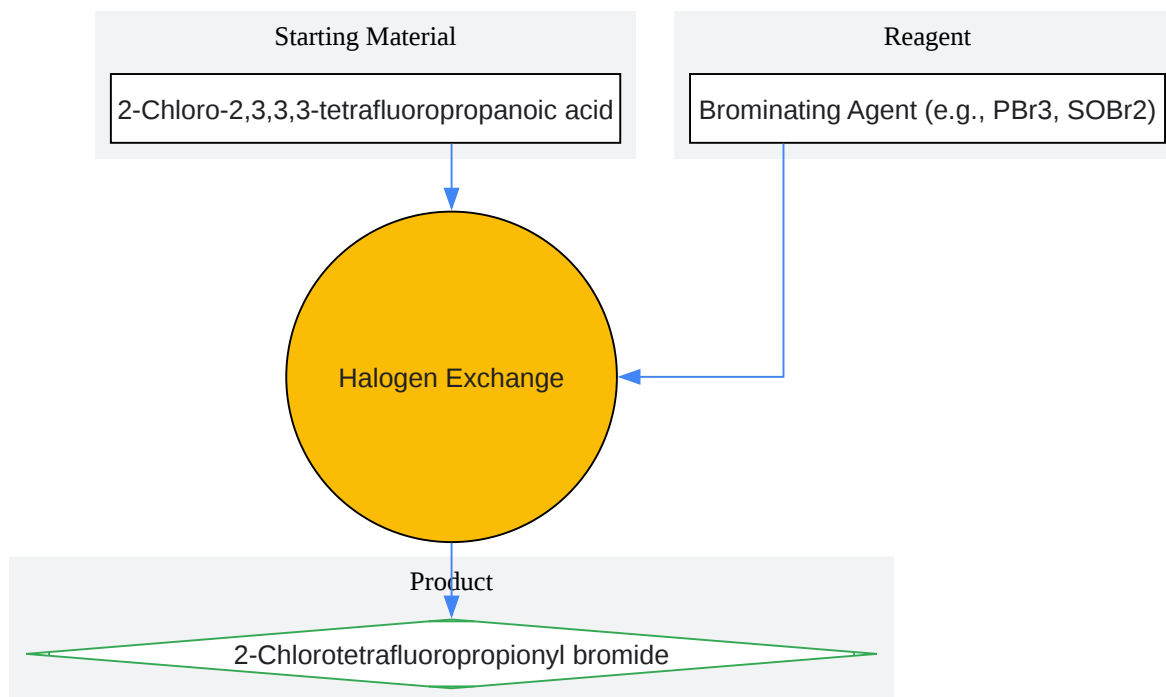 Starting Material
Reagent
2-Chloro-2,3,3,3-tetrafluoropropanoic acid
Brominating Agent (e.g., PBr3, SOBr2)
Halogen Exchange
Product
2-Chlorotetrafluoropropionyl bromide